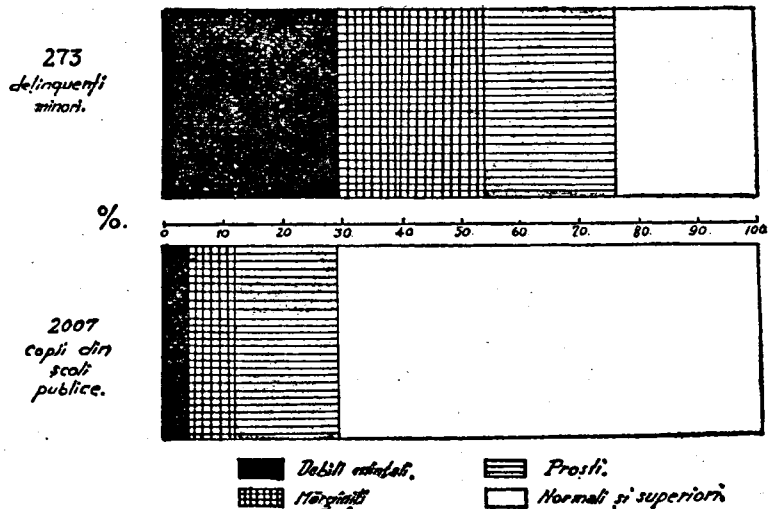 273
delinquenți
minori.
%.
0 10 20 30. 40. 50. 60. 70. 80. 90. 100.
2007
copii din
școli
publice.
Debili mintali.
Mărginiți
Proști.
Normali și superiori.